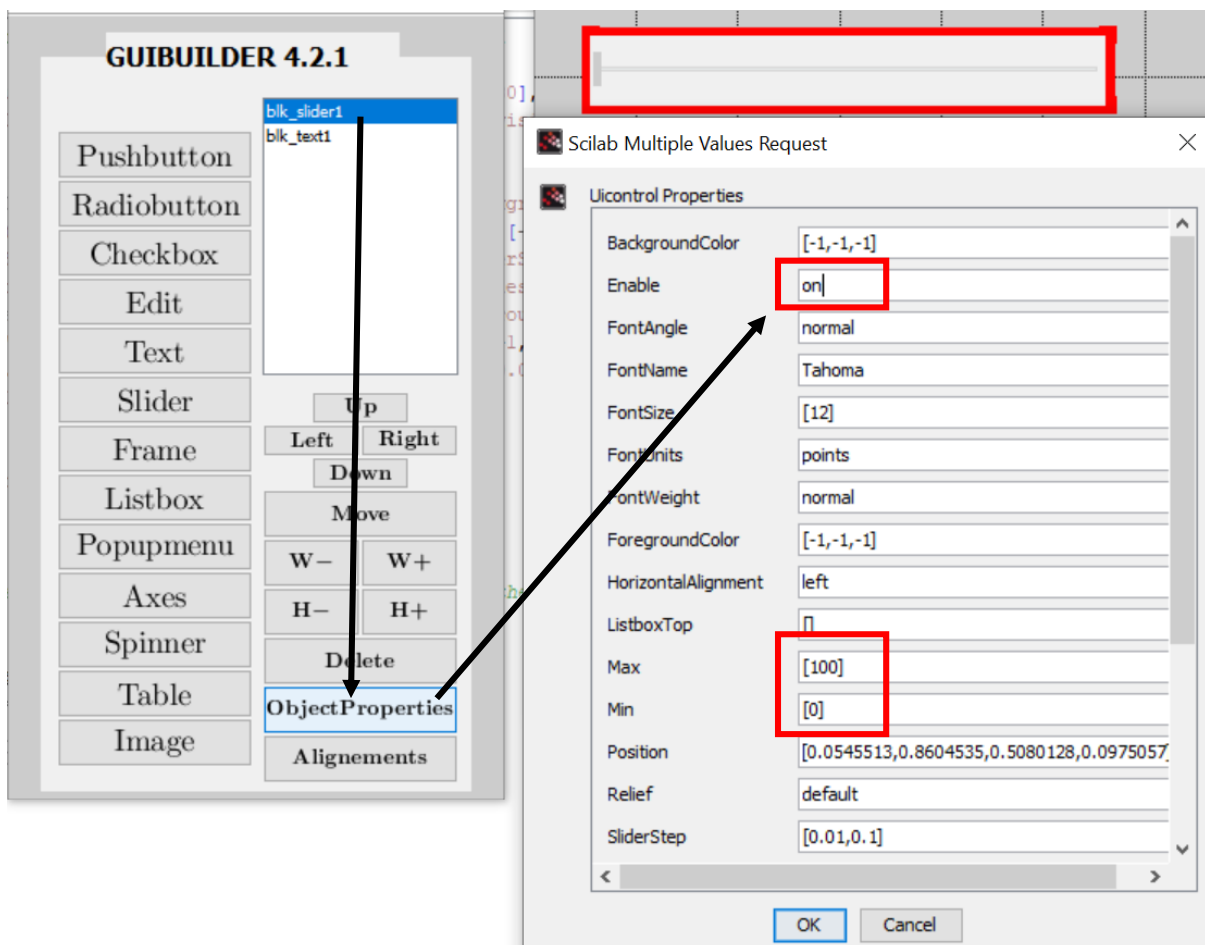 GUIBUILDER 4.2.1
Pushbutton
Radiobutton
Checkbox
Edit
Text
Slider
Frame
Listbox
Popupmenu
Axes
Spinner
Table
Image
blk_slider1
blk_text1
Up
Left Right
Down
Move
W− W+
H− H+
Delete
ObjectProperties
Alignements
Scilab Multiple Values Request
Uicontrol Properties
BackgroundColor [-1,-1,-1]
Enable on
FontAngle normal
FontName Tahoma
FontSize [12]
FontUnits points
FontWeight normal
ForegroundColor [-1,-1,-1]
HorizontalAlignment left
ListboxTop []
Max [100]
Min [0]
Position [0.0545513,0.8604535,0.5080128,0.0975057]
Relief default
SliderStep [0.01,0.1]
OK Cancel